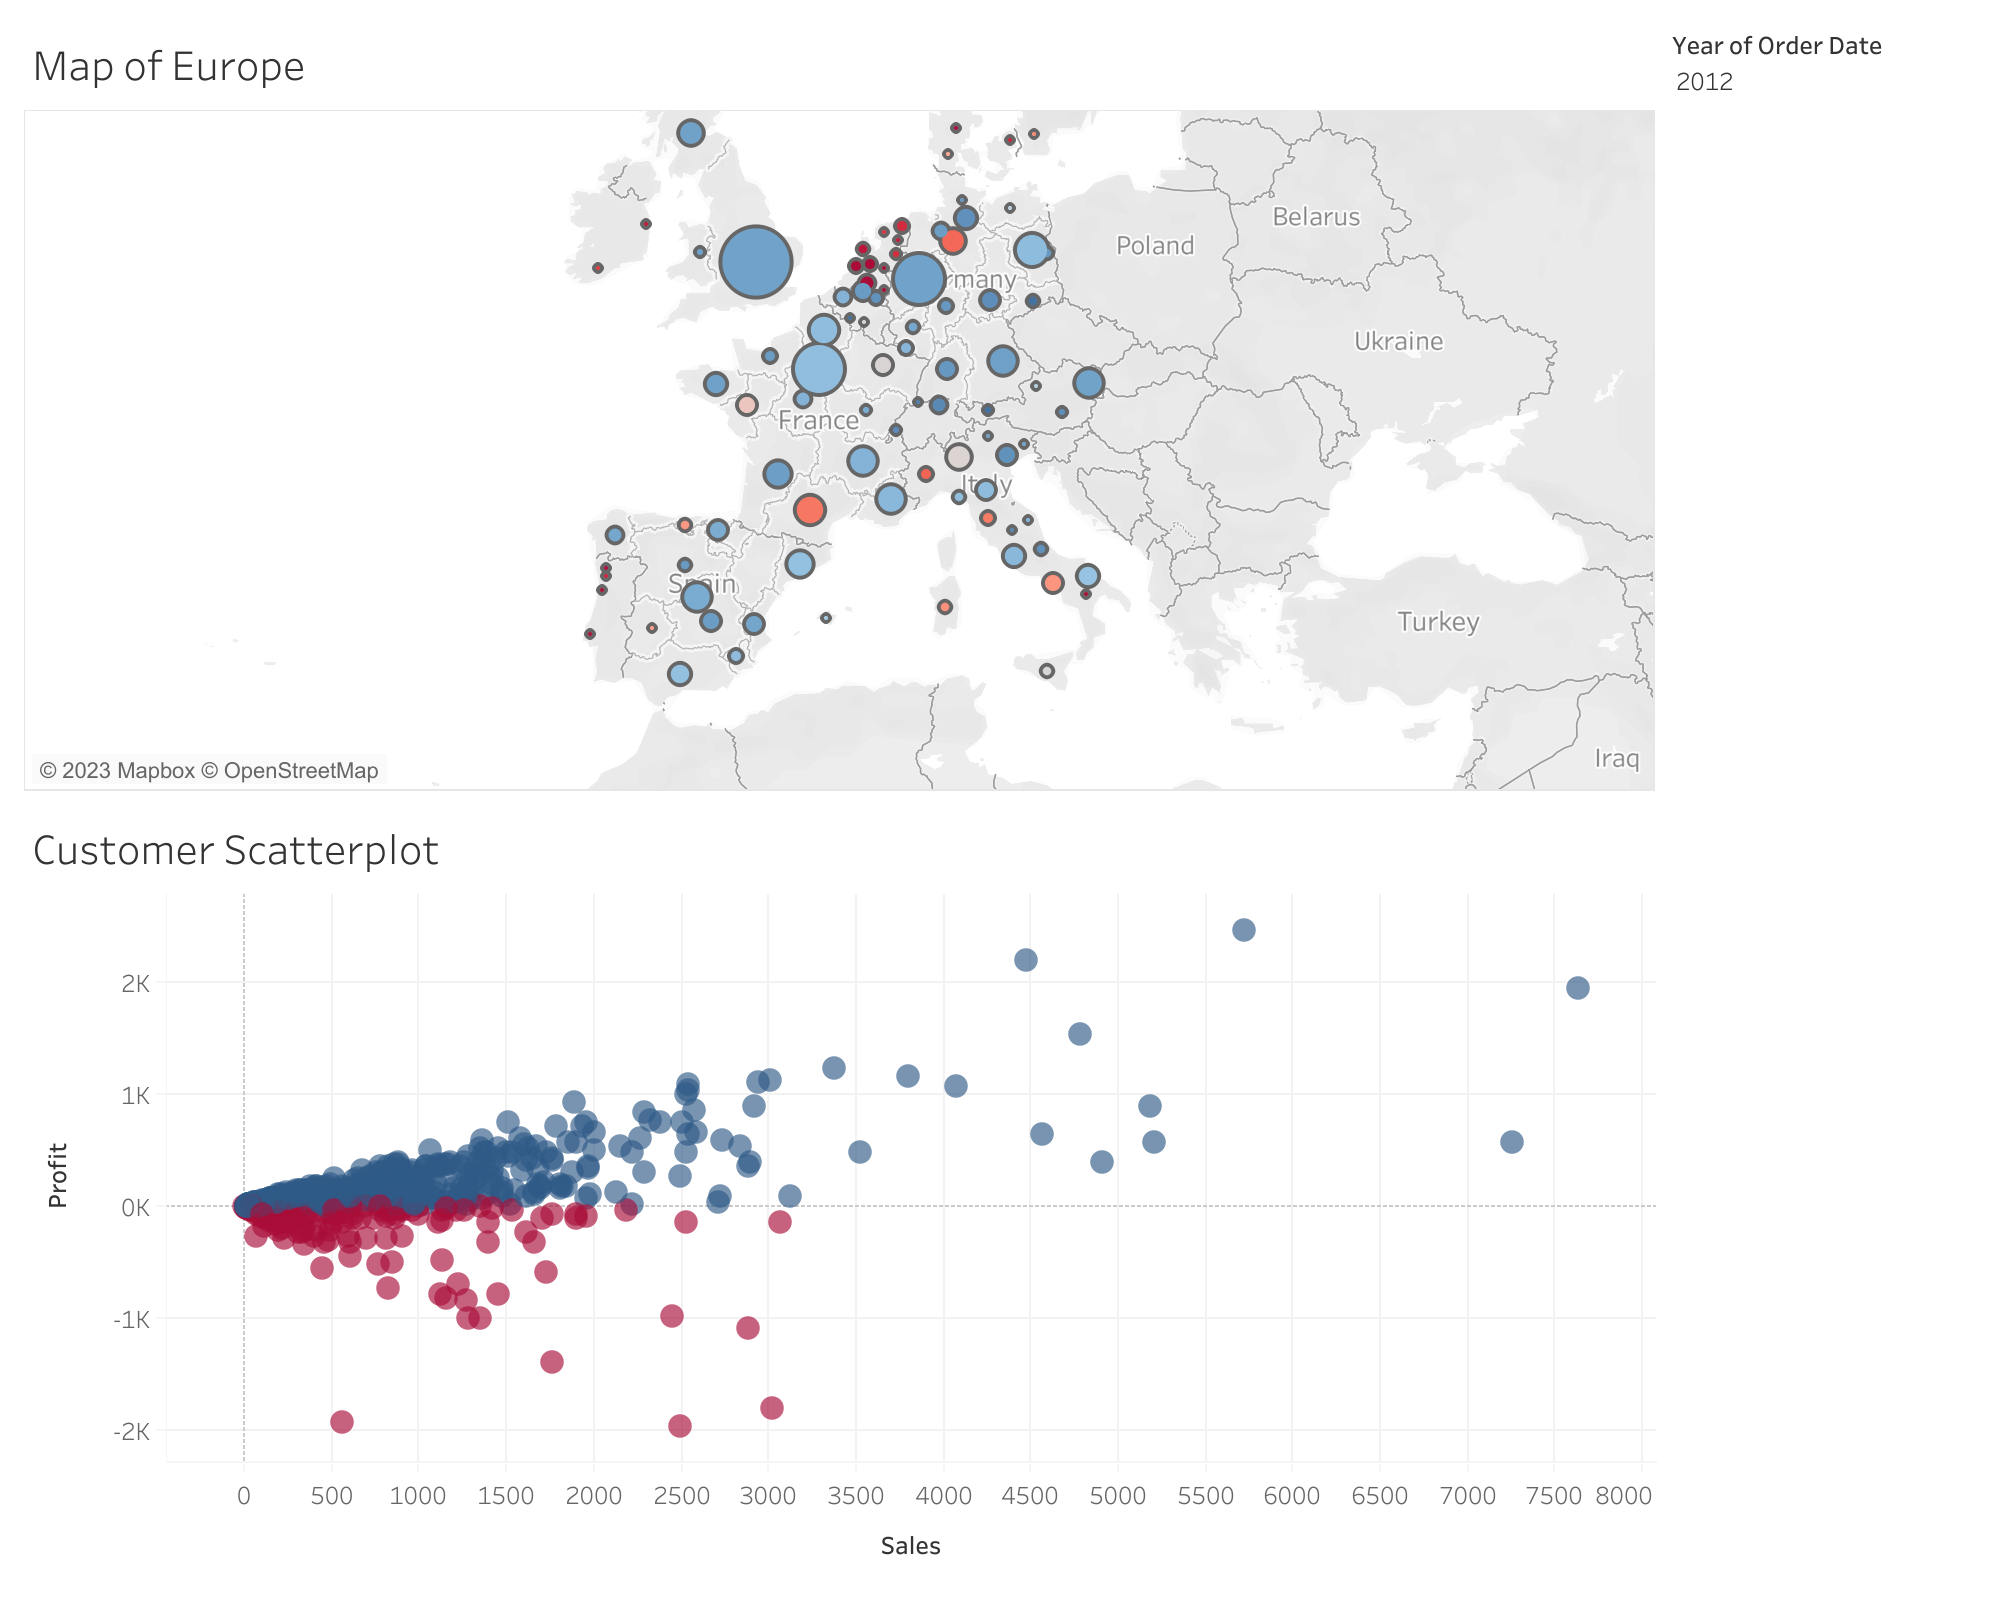 Map of Europe
Year of Order Date
2012
Belarus
Poland
rmany
Ukraine
France
Italy
Spain
Turkey
Iraq
© 2023 Mapbox © OpenStreetMap
Customer Scatterplot
2K
1K
0K
-1K
-2K
Profit
0 500 1000 1500 2000 2500 3000 3500 4000 4500 5000 5500 6000 6500 7000 7500 8000
Sales